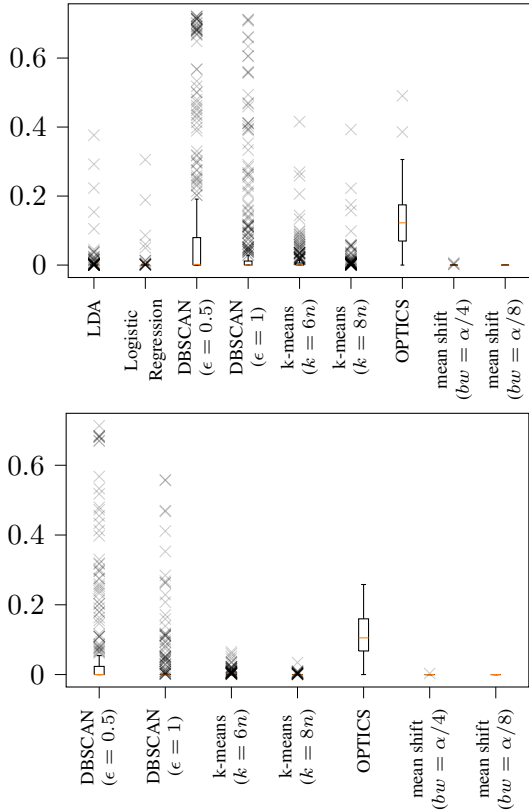 0.6
0.4
0.2
0
LDA
Logistic
Regression
DBSCAN
(ϵ = 0.5)
DBSCAN
(ϵ = 1)
k-means
(k = 6n)
k-means
(k = 8n)
OPTICS
mean shift
(bw = α/4)
mean shift
(bw = α/8)
0.6
0.4
0.2
0
DBSCAN
(ϵ = 0.5)
DBSCAN
(ϵ = 1)
k-means
(k = 6n)
k-means
(k = 8n)
OPTICS
mean shift
(bw = α/4)
mean shift
(bw = α/8)